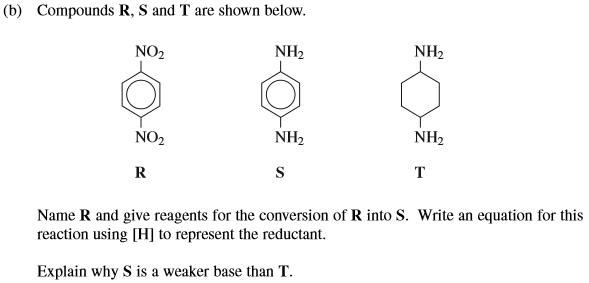 (b) Compounds R, S and T are shown below.
NO₂ NH₂ NH₂
NO₂ NH₂ NH₂
R S T
Name R and give reagents for the conversion of R into S. Write an equation for this
reaction using [H] to represent the reductant.
Explain why S is a weaker base than T.